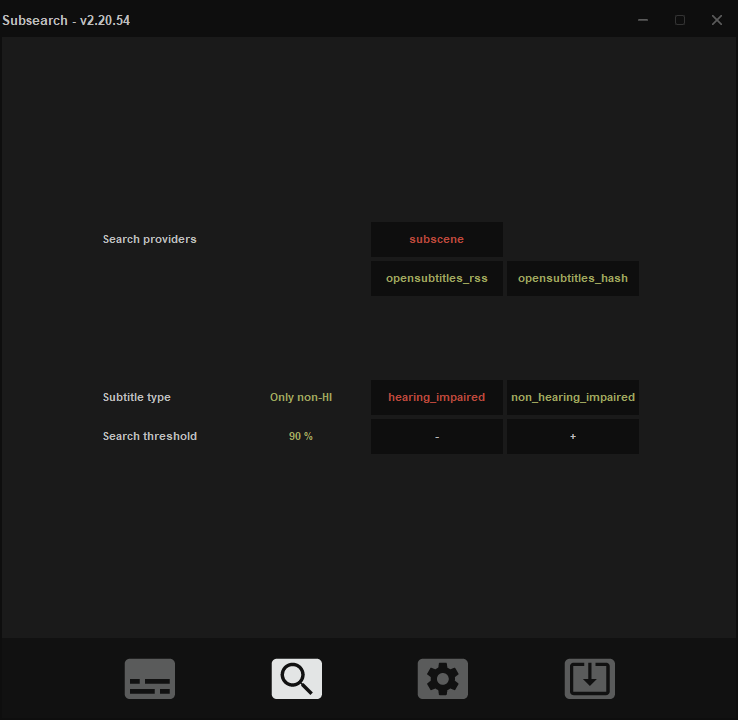 Subsearch - v2.20.54
Search providers subscene
opensubtitles_rss opensubtitles_hash
Subtitle type Only non-HI hearing_impaired non_hearing_impaired
Search threshold 90 % - +